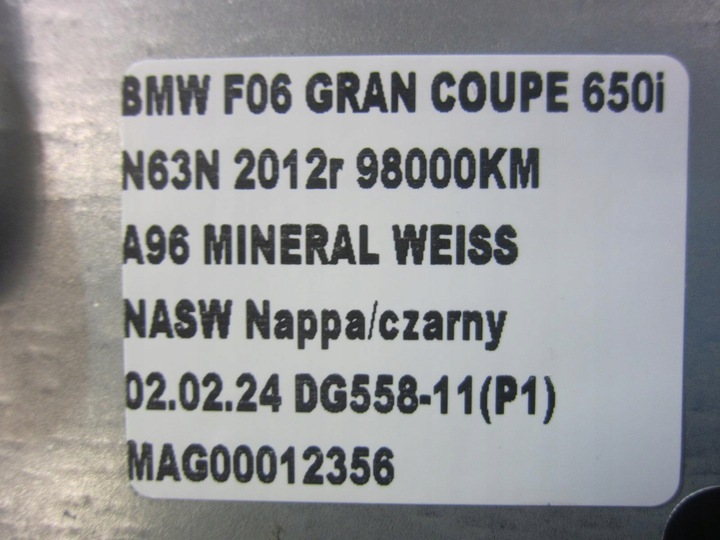 BMW F06 GRAN COUPE 650i
N63N 2012r 98000KM
A96 MINERAL WEISS
NASW Nappa/czarny
02.02.24 DG558-11(P1)
MAG00012356